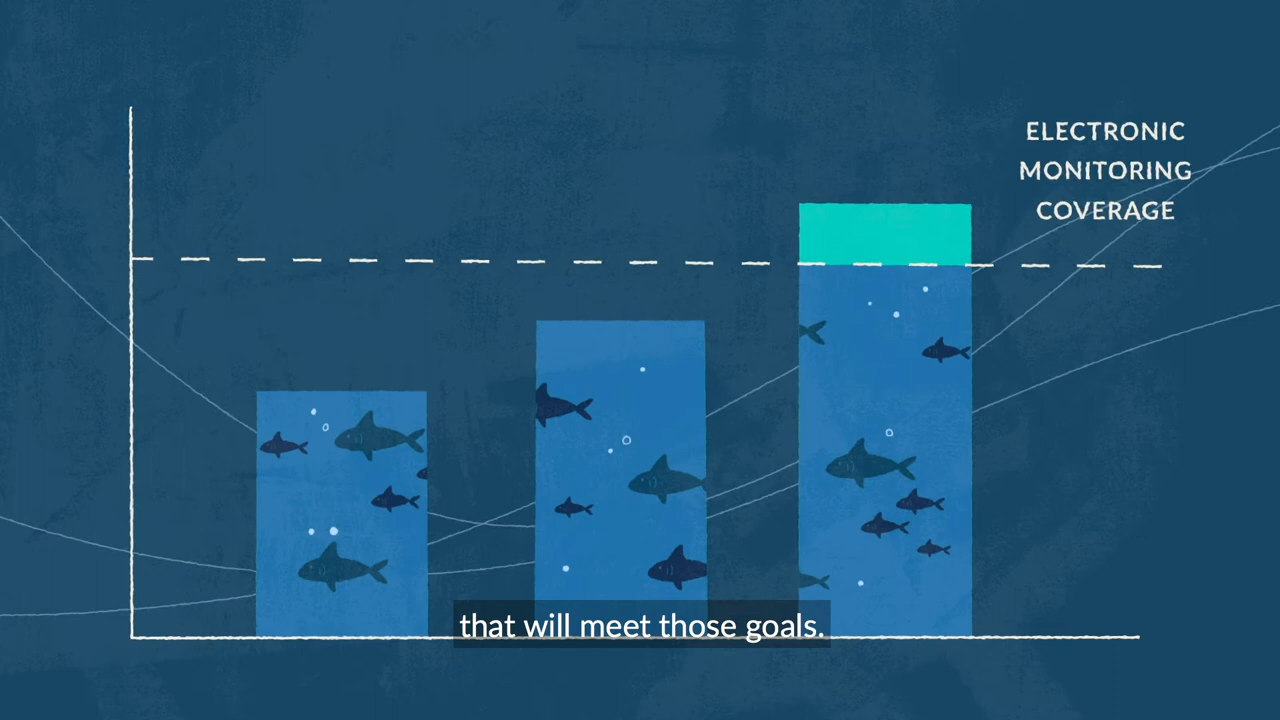 ELECTRONIC
MONITORING
COVERAGE
that will meet those goals.